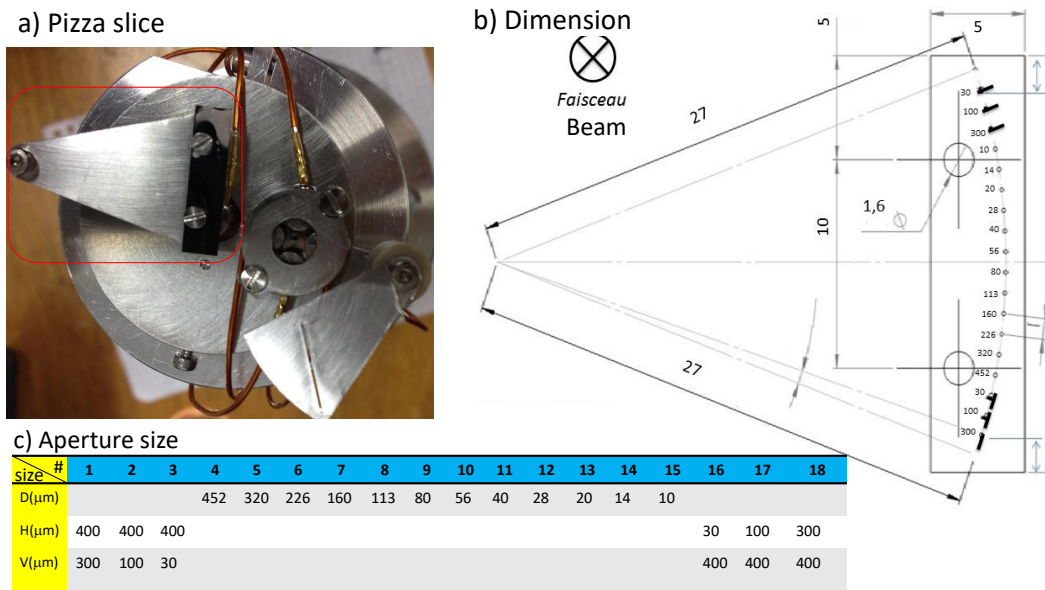 a) Pizza slice
b) Dimension
Faisceau
Beam
27
27
5
5
10
1,6
30
100
300
10
14
20
28
40
56
80
113
160
226
320
452
30
100
300
1
c) Aperture size
size # 1 2 3 4 5 6 7 8 9 10 11 12 13 14 15 16 17 18
D(μm) 452 320 226 160 113 80 56 40 28 20 14 10
H(μm) 400 400 400 30 100 300
V(μm) 300 100 30 400 400 400